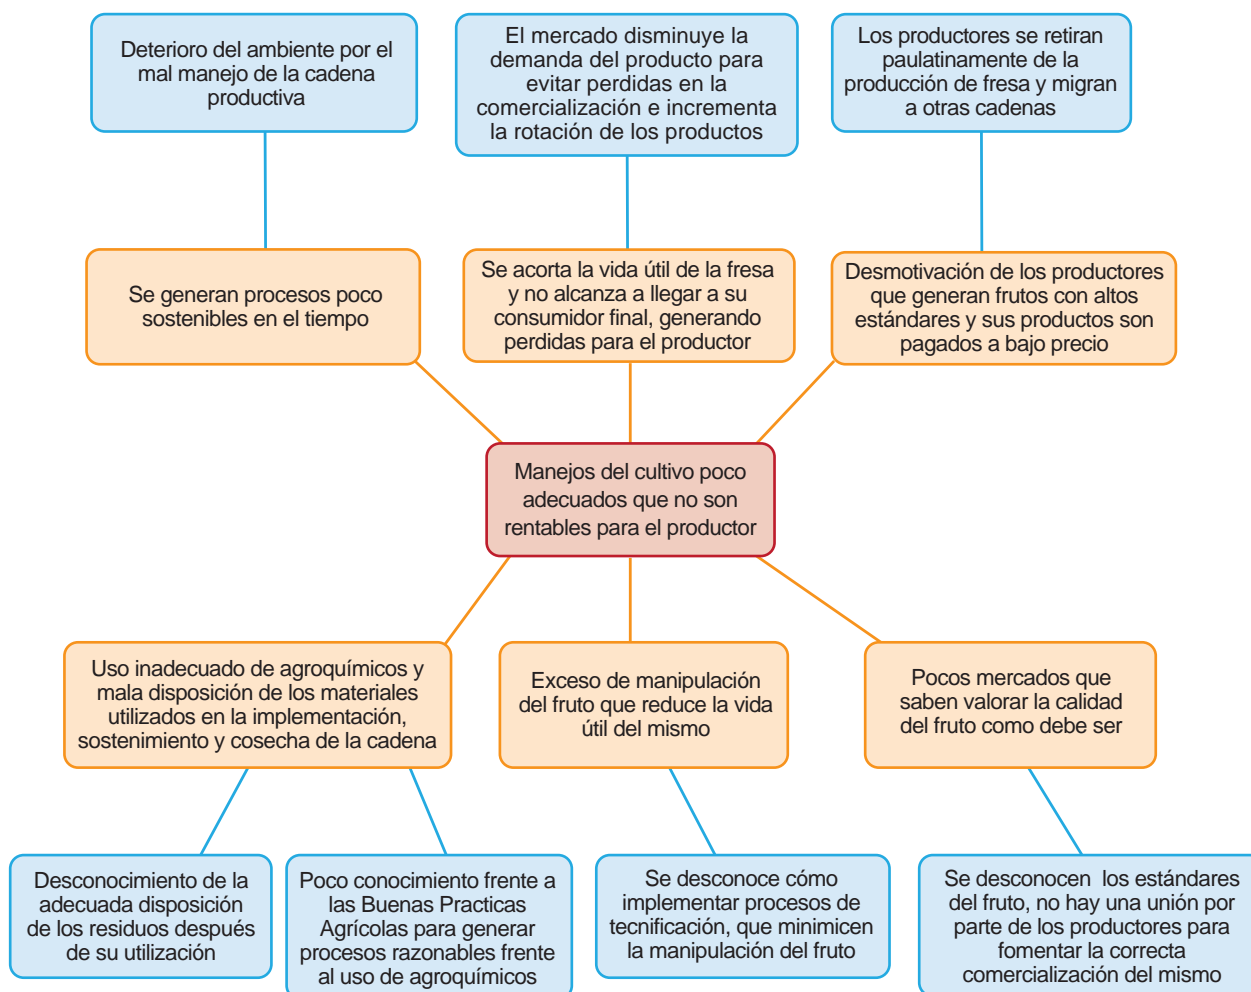 Deterioro del ambiente por el
mal manejo de la cadena
productiva
El mercado disminuye la
demanda del producto para
evitar perdidas en la
comercialización e incrementa
la rotación de los productos
Los productores se retiran
paulatinamente de la
producción de fresa y migran
a otras cadenas
Se generan procesos poco
sostenibles en el tiempo
Se acorta la vida útil de la fresa
y no alcanza a llegar a su
consumidor final, generando
perdidas para el productor
Desmotivación de los productores
que generan frutos con altos
estándares y sus productos son
pagados a bajo precio
Manejos del cultivo poco
adecuados que no son
rentables para el productor
Uso inadecuado de agroquímicos y
mala disposición de los materiales
utilizados en la implementación,
sostenimiento y cosecha de la cadena
Exceso de manipulación
del fruto que reduce la vida
útil del mismo
Pocos mercados que
saben valorar la calidad
del fruto como debe ser
Desconocimiento de la
adecuada disposición
de los residuos después
de su utilización
Poco conocimiento frente a
las Buenas Practicas
Agrícolas para generar
procesos razonables frente
al uso de agroquímicos
Se desconoce cómo
implementar procesos de
tecnificación, que minimicen
la manipulación del fruto
Se desconocen los estándares
del fruto, no hay una unión por
parte de los productores para
fomentar la correcta
comercialización del mismo